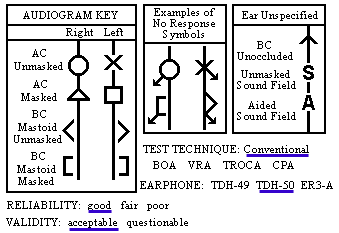 AUDIOGRAM KEY
Right Left
AC
Unmasked
AC
Masked
BC
Mastoid
Unmasked
BC
Mastoid
Masked
Examples of
No Response
Symbols
Ear Unspecified
BC
Unoccluded
Unmasked
Sound Field
S
Aided
Sound Field
A
TEST TECHNIQUE: Conventional
BOA VRA TROCA CPA
EARPHONE: TDH-49 TDH-50 ER3-A
RELIABILITY: good fair poor
VALIDITY: acceptable questionable